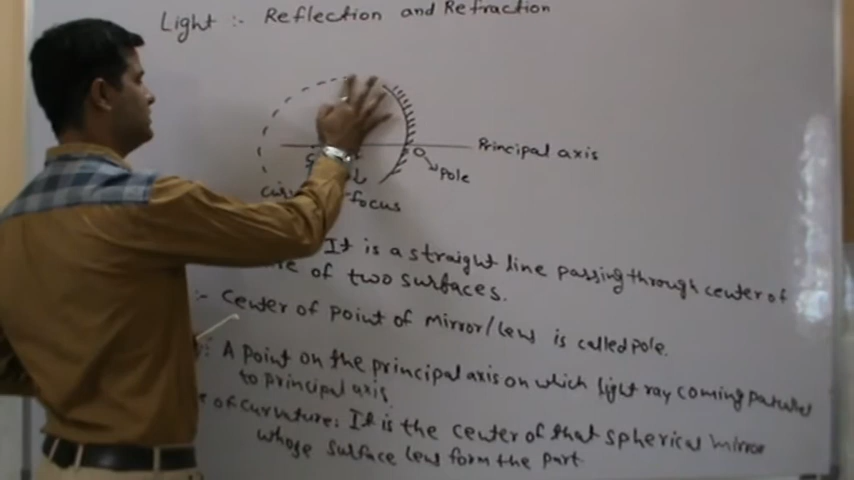 Light :- Reflection and Refraction
Principal axis
Pole
focus
It is a straight line passing through center of
of two surfaces.
:- Center of point of mirror/lens is called pole.
: A Point on the principal axis on which light ray coming parallel
to principal axis
of curvature: It is the center of that spherical mirror
whose surface lens form the part